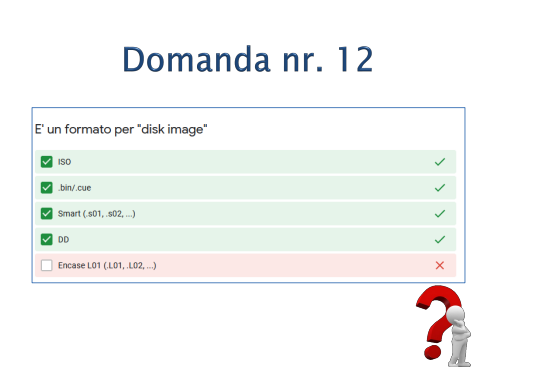 Domanda nr. 12
E' un formato per "disk image"
ISO
.bin/.cue
Smart (.s01, .s02, ...)
DD
Encase L01 (.L01, .L02, ...)